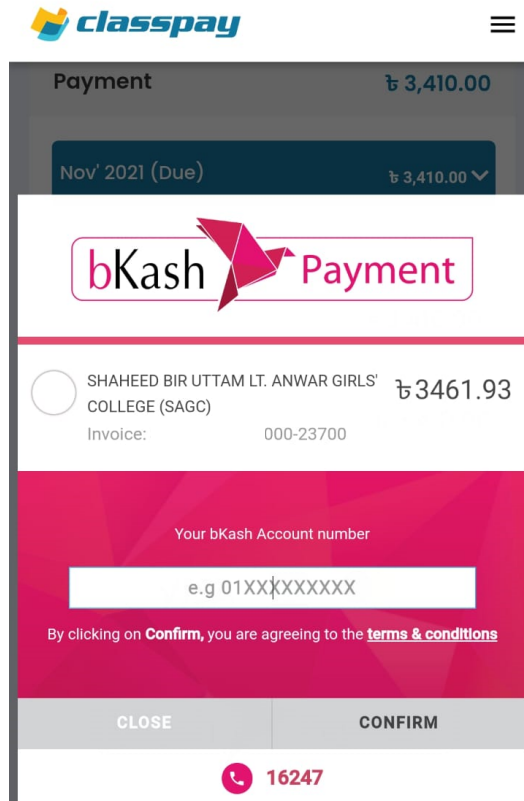 classpay
Payment ৳ 3,410.00
Nov' 2021 (Due) ৳ 3,410.00
bKash Payment
SHAHEED BIR UTTAM LT. ANWAR GIRLS' ৳3461.93
COLLEGE (SAGC)
Invoice: 000-23700
Your bKash Account number
e.g 01XXXXXXXXX
By clicking on Confirm, you are agreeing to the terms & conditions
CLOSE CONFIRM
16247